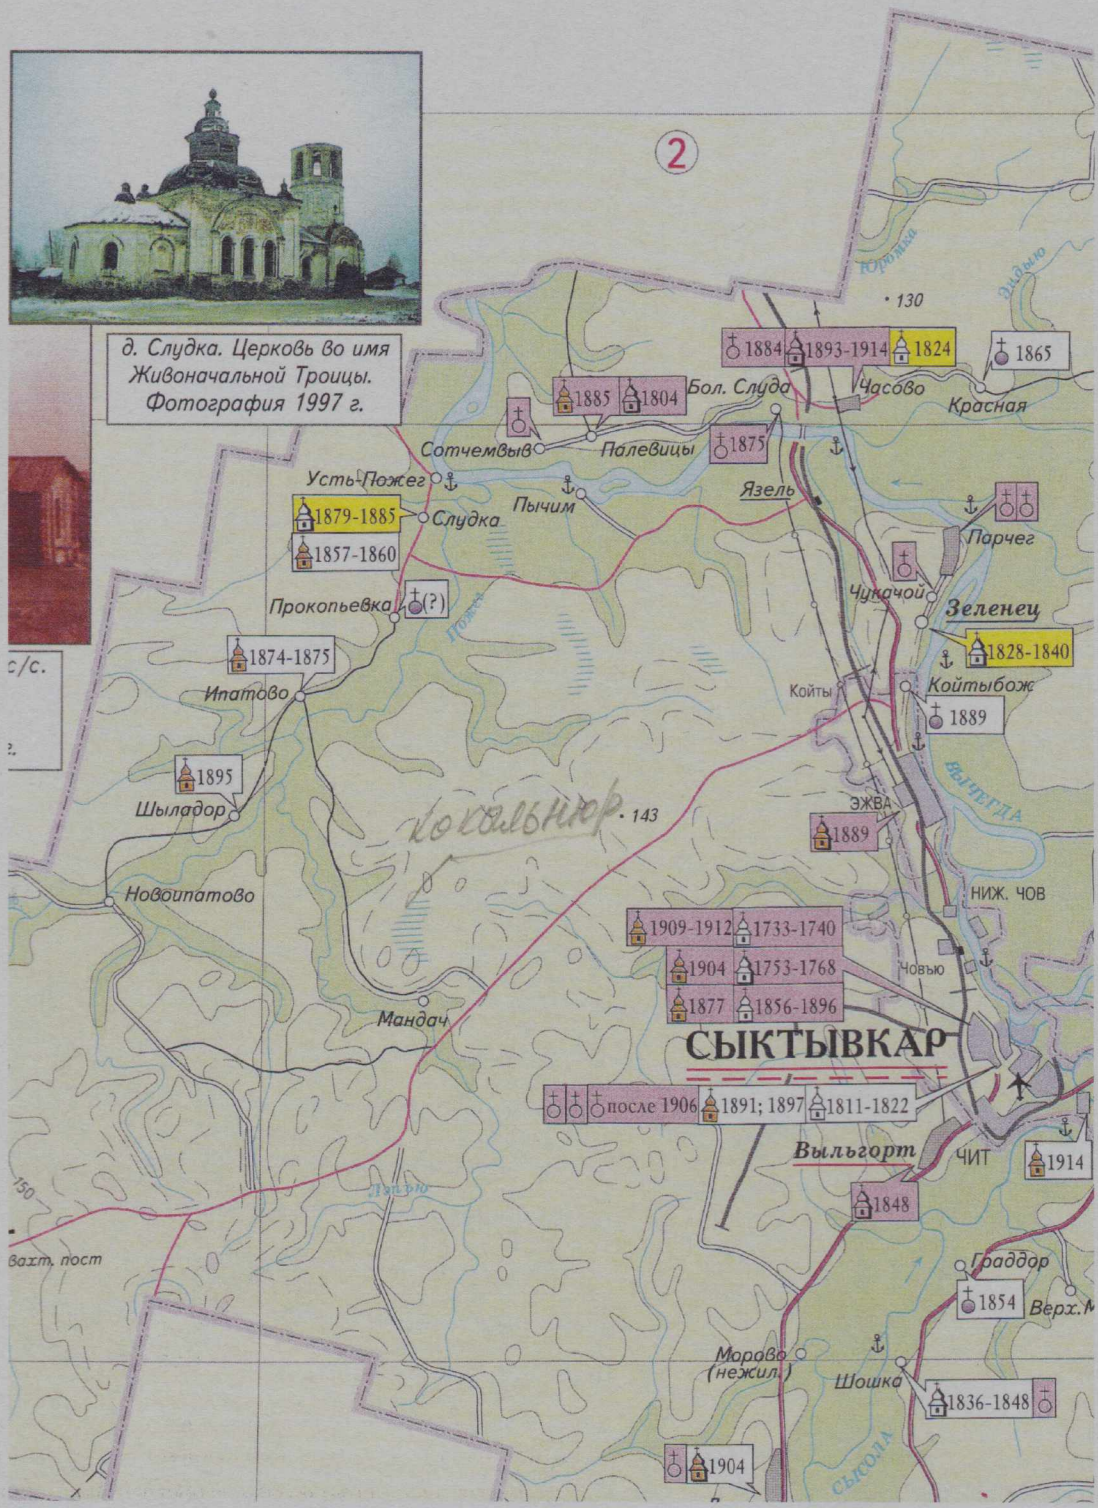 2
д. Слудка. Церковь во имя
Живоначальной Троицы.
Фотография 1997 г.
с/с.
г.
Юромка
Эндыю
130
1884 1893-1914 1824
1865
Часово
Красная
1885 1804
Бол. Слуда
1875
Сотчемвыв
Палевицы
Усть-Пожег
Пычим
Язель
1879-1885
Слудка
1857-1860
Парчег
Прокопьевка
(?)
Чукачой
Зеленец
1828-1840
Пожег
1874-1875
Ипатово
Койты
Койтыбож
1889
1895
Шыладор
143
ЭЖВА
1889
ВЫЧЕГДА
Новоипатово
НИЖ. ЧОВ
1909-1912 1733-1740
1904 1753-1768
1877 1856-1896
Човью
Мандач
СЫКТЫВКАР
после 1906 1891; 1897 1811-1822
Выльгорт
ЧИТ
1914
1848
150
вахт. пост
Граддор
1854
Верх. М
Морово
(нежил.)
Шошка
1836-1848
1904
СЫСОЛА